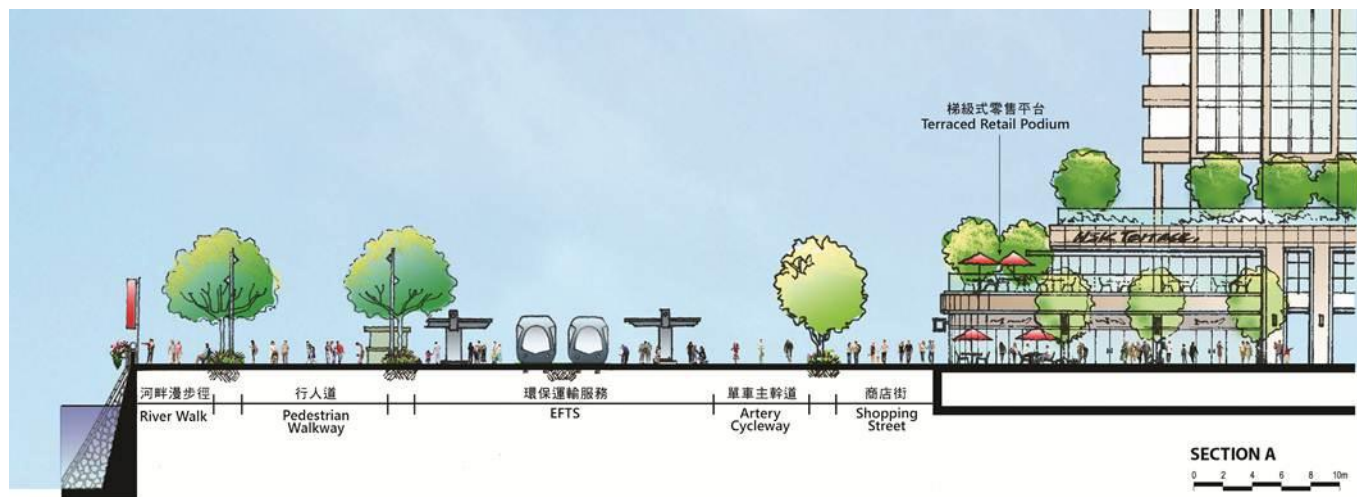 梯級式零售平台
Terraced Retail Podium
HSK TERRACE
河畔漫步徑
River Walk
行人道
Pedestrian
Walkway
環保運輸服務
EFTS
單車主幹道
Artery
Cycleway
商店街
Shopping
Street
SECTION A
0 2 4 6 8 10m